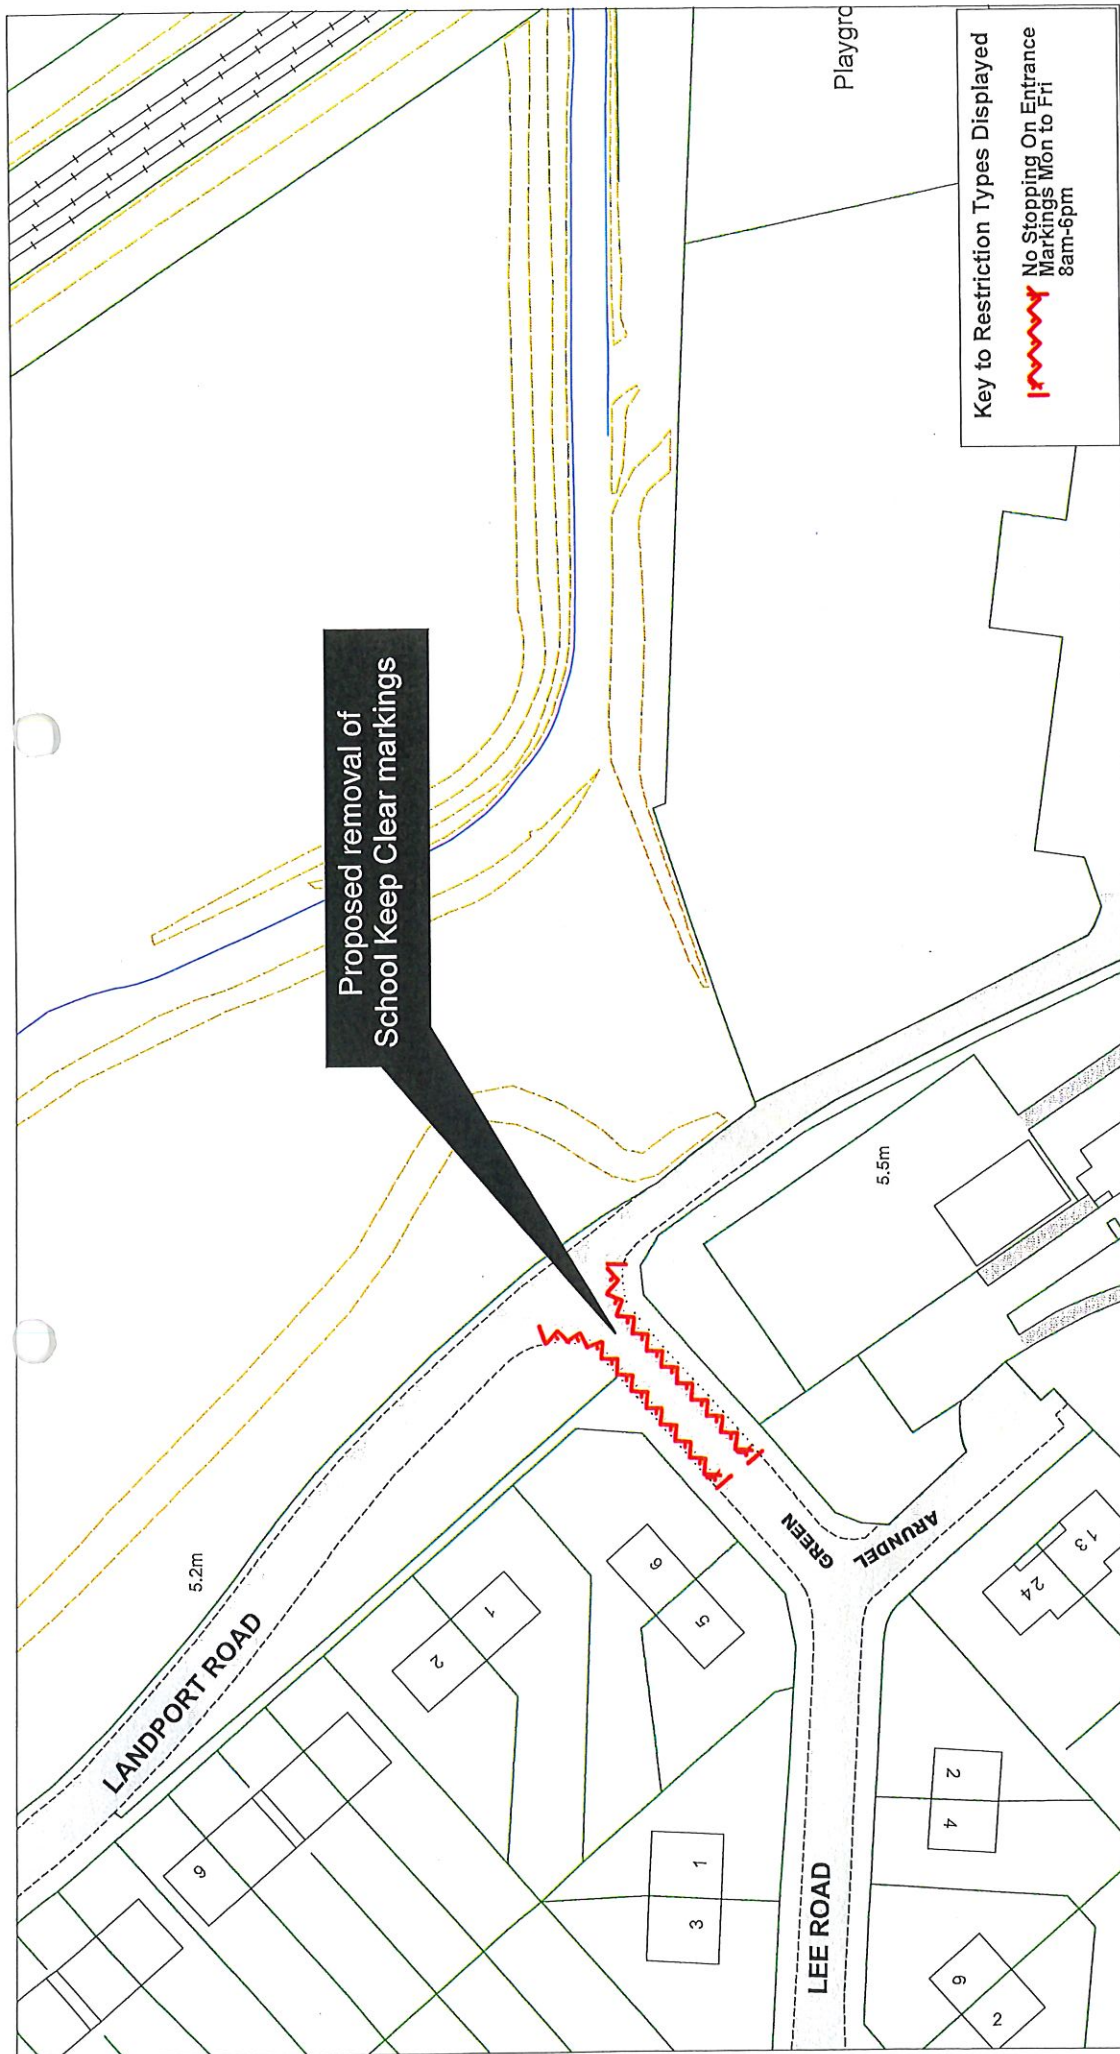 Proposed removal of
School Keep Clear markings
Playgro
Key to Restriction Types Displayed
No Stopping On Entrance
Markings Mon to Fri
8am-6pm
LANDPORT ROAD
5.2m
5.5m
GREEN
ARUNDEL
LEE ROAD
1
2
6
5
9
1
3
2
4
24
13
6
2